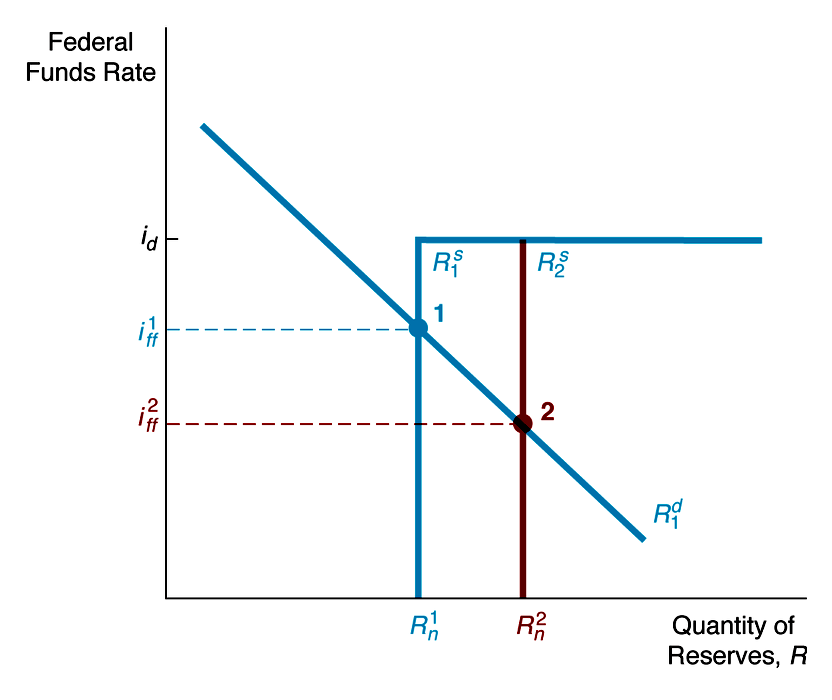 Federal
Funds Rate
i_d
R_1^s
R_2^s
1
i_ff^1
2
i_ff^2
R_1^d
R_n^1
R_n^2
Quantity of
Reserves, R